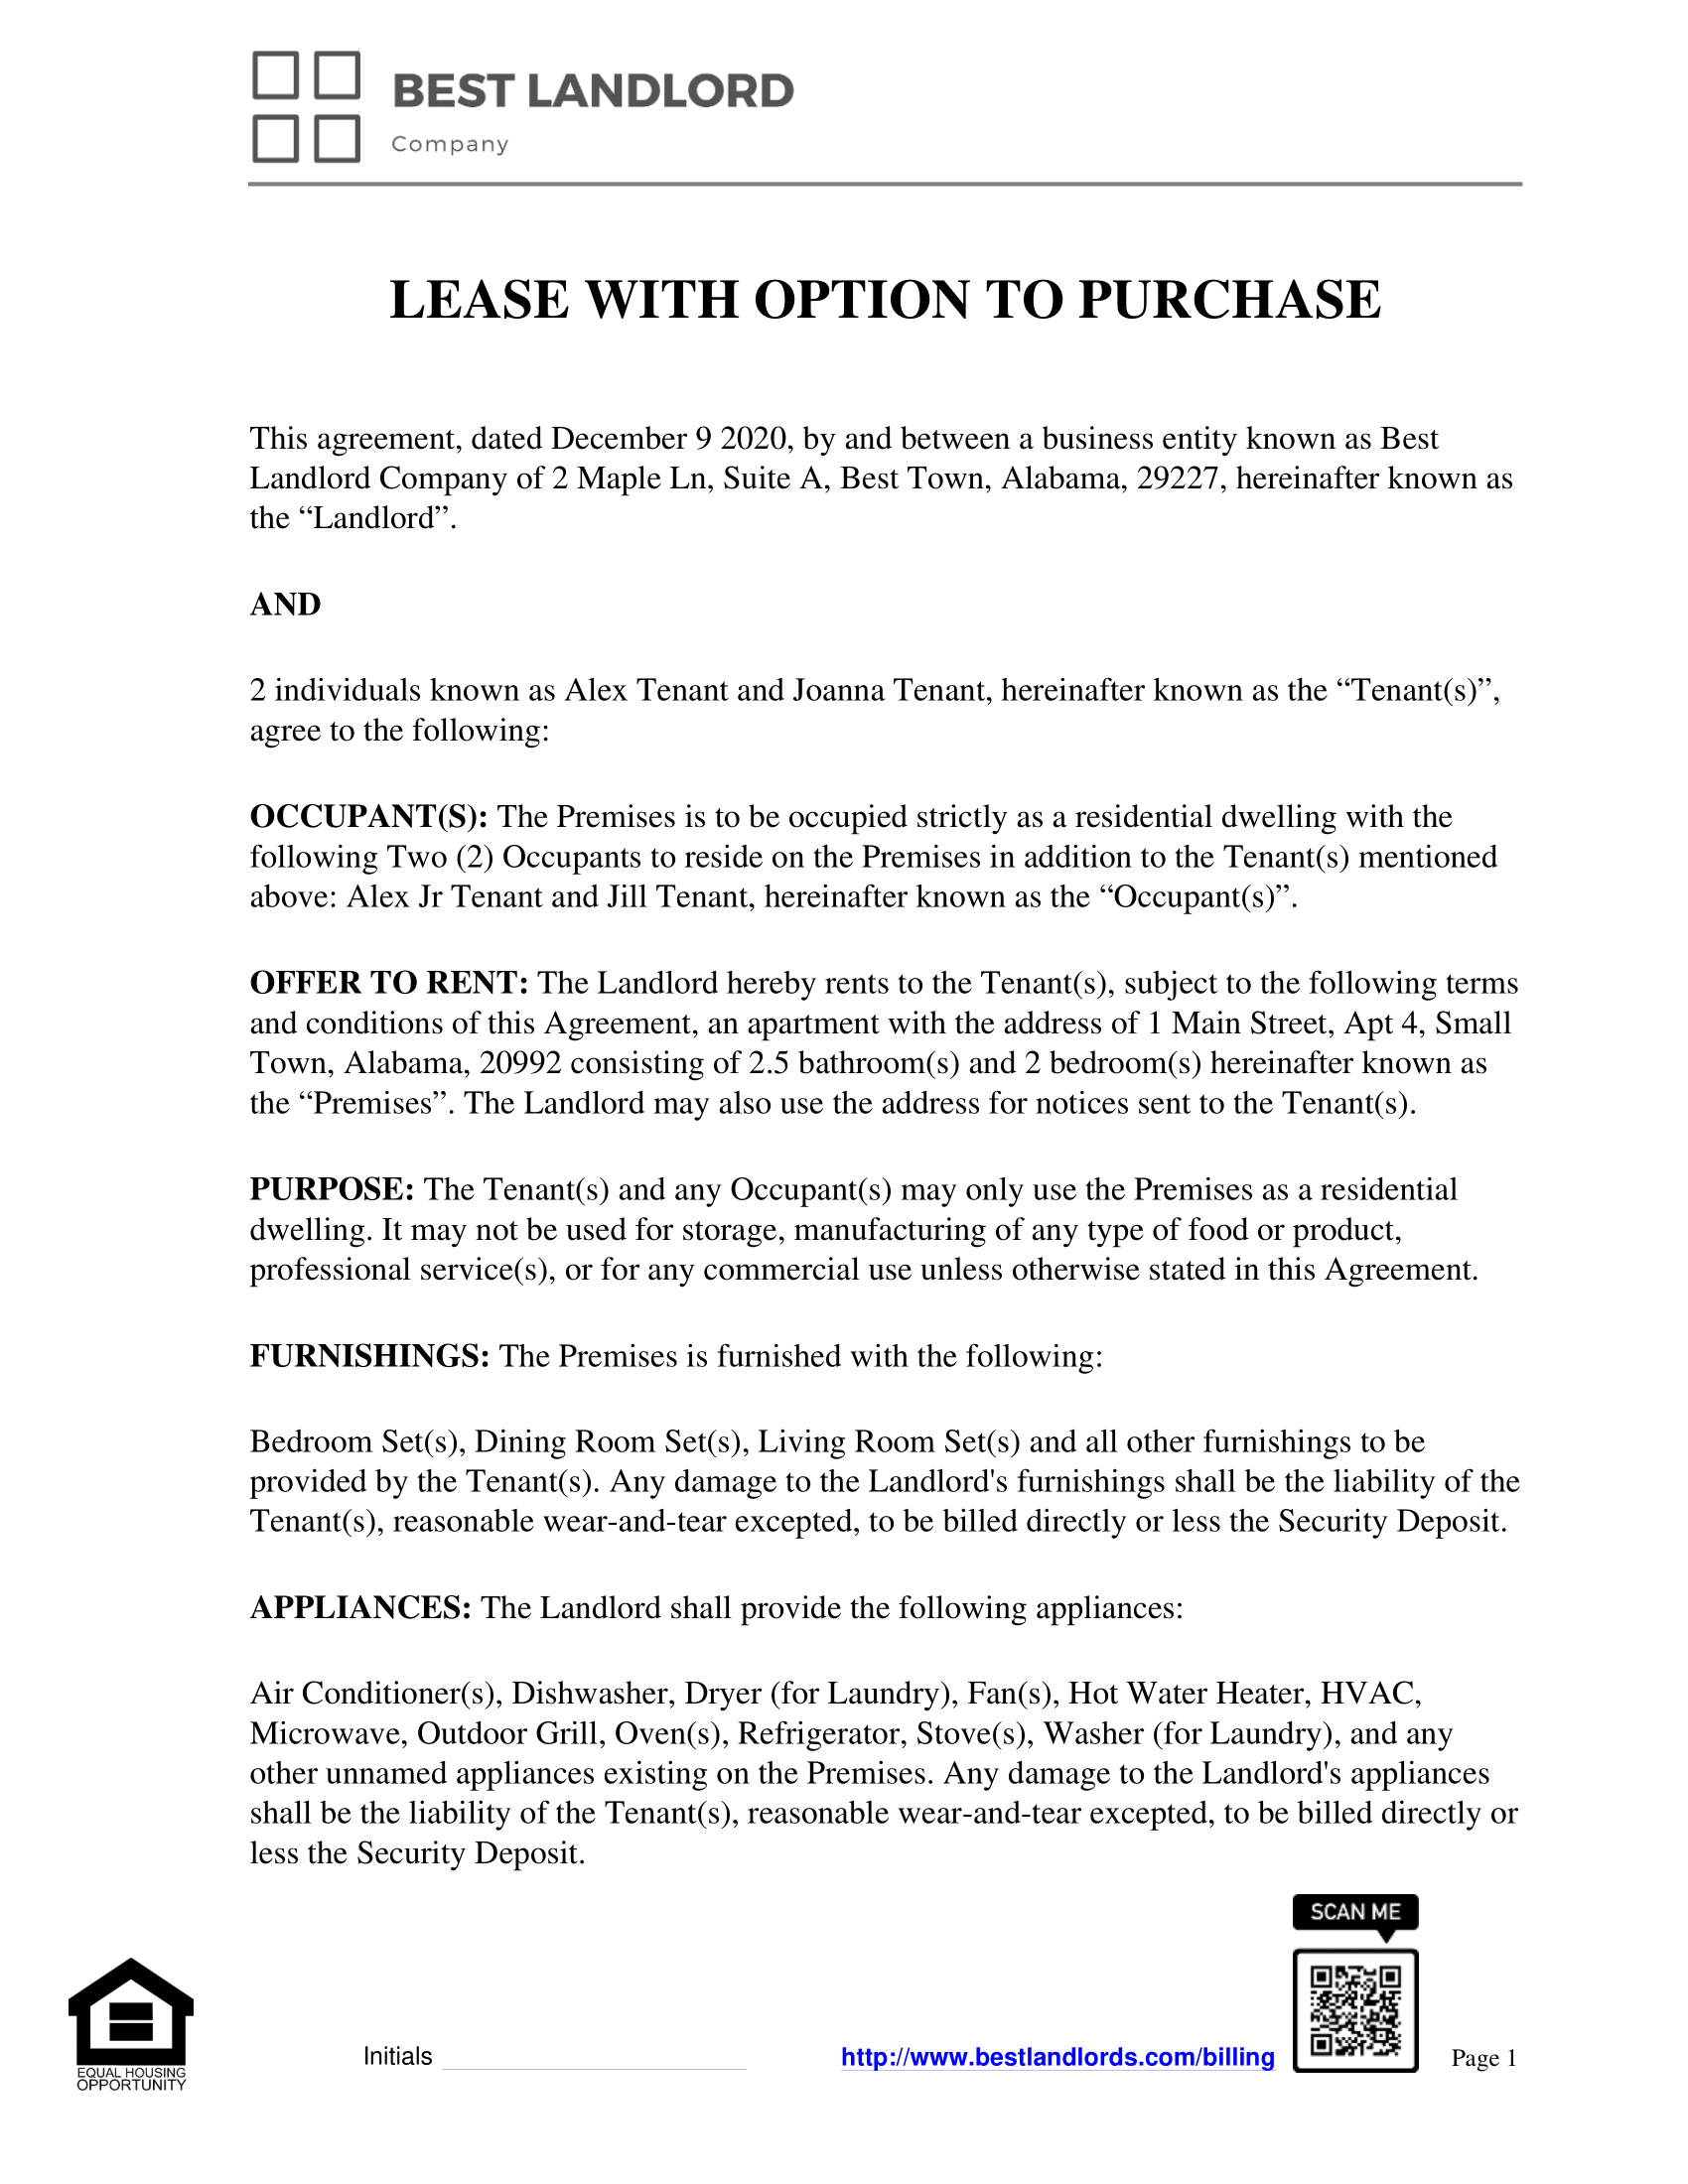 BEST LANDLORD
Company
LEASE WITH OPTION TO PURCHASE
This agreement, dated December 9 2020, by and between a business entity known as Best
Landlord Company of 2 Maple Ln, Suite A, Best Town, Alabama, 29227, hereinafter known as
the “Landlord”.
AND
2 individuals known as Alex Tenant and Joanna Tenant, hereinafter known as the “Tenant(s)”,
agree to the following:
OCCUPANT(S): The Premises is to be occupied strictly as a residential dwelling with the
following Two (2) Occupants to reside on the Premises in addition to the Tenant(s) mentioned
above: Alex Jr Tenant and Jill Tenant, hereinafter known as the “Occupant(s)”.
OFFER TO RENT: The Landlord hereby rents to the Tenant(s), subject to the following terms
and conditions of this Agreement, an apartment with the address of 1 Main Street, Apt 4, Small
Town, Alabama, 20992 consisting of 2.5 bathroom(s) and 2 bedroom(s) hereinafter known as
the “Premises”. The Landlord may also use the address for notices sent to the Tenant(s).
PURPOSE: The Tenant(s) and any Occupant(s) may only use the Premises as a residential
dwelling. It may not be used for storage, manufacturing of any type of food or product,
professional service(s), or for any commercial use unless otherwise stated in this Agreement.
FURNISHINGS: The Premises is furnished with the following:
Bedroom Set(s), Dining Room Set(s), Living Room Set(s) and all other furnishings to be
provided by the Tenant(s). Any damage to the Landlord's furnishings shall be the liability of the
Tenant(s), reasonable wear-and-tear excepted, to be billed directly or less the Security Deposit.
APPLIANCES: The Landlord shall provide the following appliances:
Air Conditioner(s), Dishwasher, Dryer (for Laundry), Fan(s), Hot Water Heater, HVAC,
Microwave, Outdoor Grill, Oven(s), Refrigerator, Stove(s), Washer (for Laundry), and any
other unnamed appliances existing on the Premises. Any damage to the Landlord's appliances
shall be the liability of the Tenant(s), reasonable wear-and-tear excepted, to be billed directly or
less the Security Deposit.
SCAN ME
EQUAL HOUSING
OPPORTUNITY
Initials
http://www.bestlandlords.com/billing
Page 1